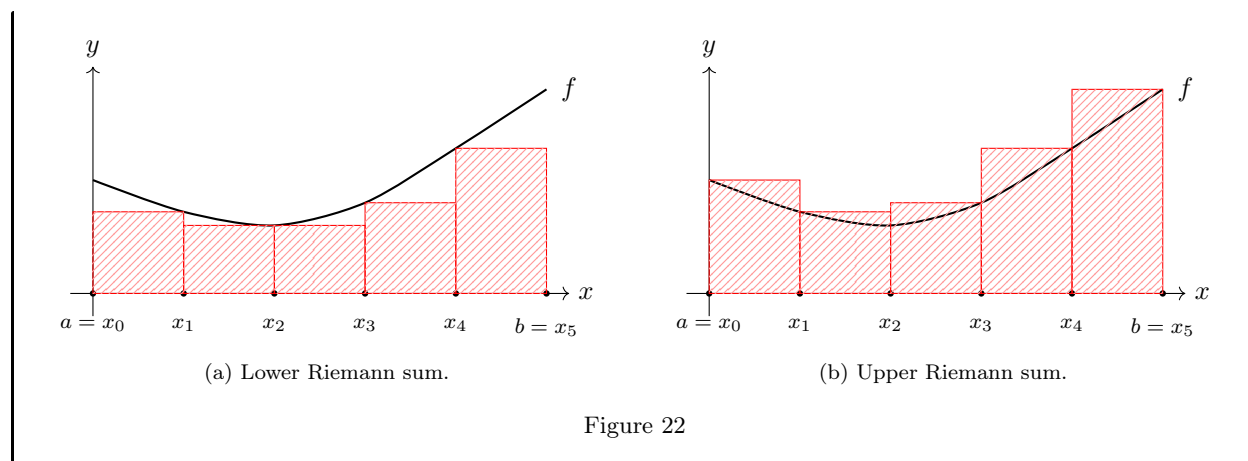 y
f
x
a = x₀ x₁ x₂ x₃ x₄ b = x₅
(a) Lower Riemann sum.
y
f
x
a = x₀ x₁ x₂ x₃ x₄ b = x₅
(b) Upper Riemann sum.
Figure 22